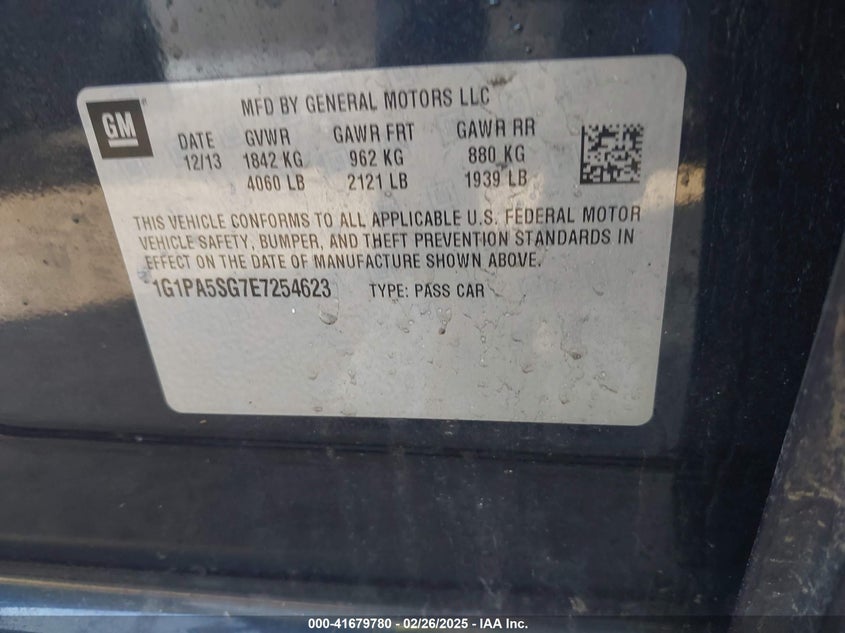 GM
MFD BY GENERAL MOTORS LLC
DATE GVWR GAWR FRT GAWR RR
12/13 1842 KG 962 KG 880 KG
4060 LB 2121 LB 1939 LB
THIS VEHICLE CONFORMS TO ALL APPLICABLE U.S. FEDERAL MOTOR
VEHICLE SAFETY, BUMPER, AND THEFT PREVENTION STANDARDS IN
EFFECT ON THE DATE OF MANUFACTURE SHOWN ABOVE.
1G1PA5SG7E7254623 TYPE: PASS CAR
000-41679780 - 02/26/2025 - IAA Inc.